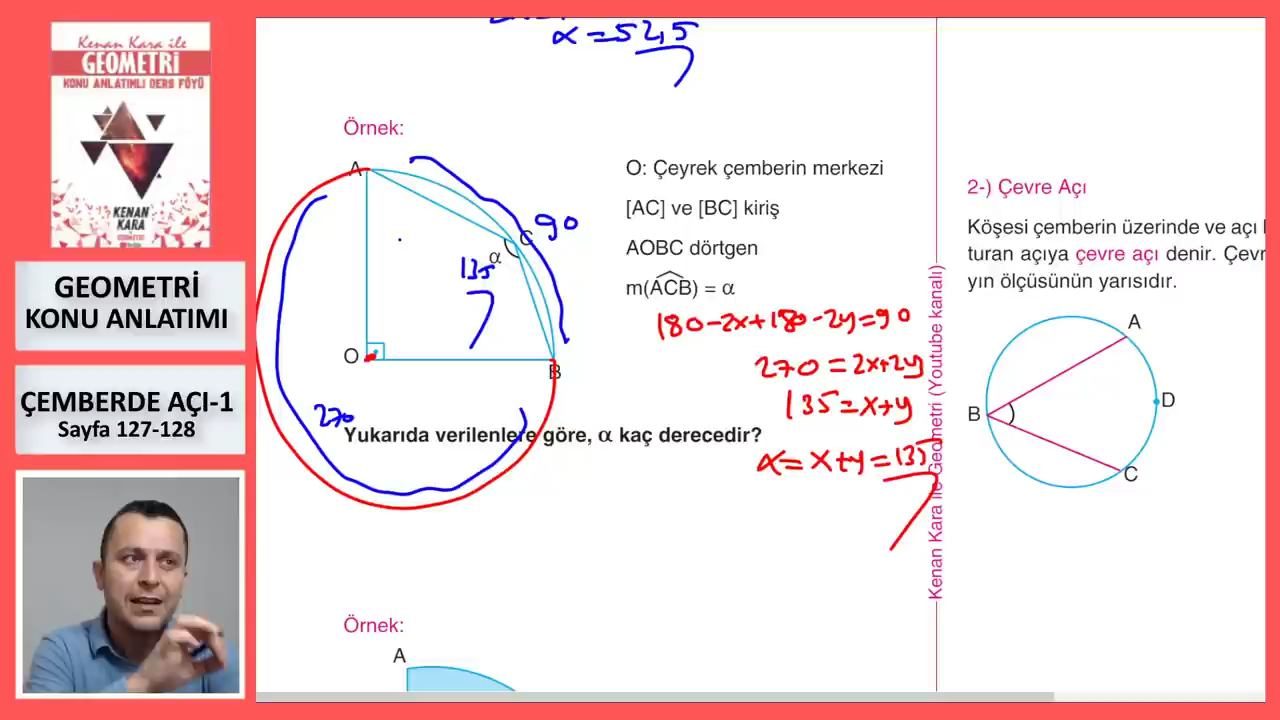 Kenan Kara ile
GEOMETRİ
KONU ANLATIMLI DERS FÖYÜ
KENAN
KARA
GEOMETRİ
KONU ANLATIMI
ÇEMBERDE AÇI-1
Sayfa 127-128
α = 52,5
Örnek:
A
C
α
O
B
90
135
270
O: Çeyrek çemberin merkezi
[AC] ve [BC] kiriş
AOBC dörtgen
m(ACB) = α
180-2x+180-2y=90
270 = 2x+2y
135 = x+y
α = x+y = 135
Yukarıda verilenlere göre, α kaç derecedir?
Örnek:
A
Kenan Kara ile Geometri (Youtube kanalı)
2-) Çevre Açı
Köşesi çemberin üzerinde ve açı
turan açıya çevre açı denir. Çevr
yın ölçüsünün yarısıdır.
A
B
D
C